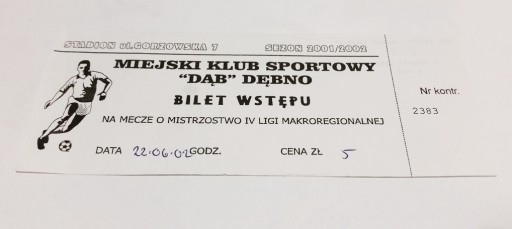 STADION ul.GORZOWSKA 7 SEZON 2001/2002
MIEJSKI KLUB SPORTOWY
"DĄB" DĘBNO
BILET WSTĘPU
NA MECZE O MISTRZOSTWO IV LIGI MAKROREGIONALNEJ
DATA 22.06.02 GODZ. CENA ZŁ 5
Nr kontr.
2383